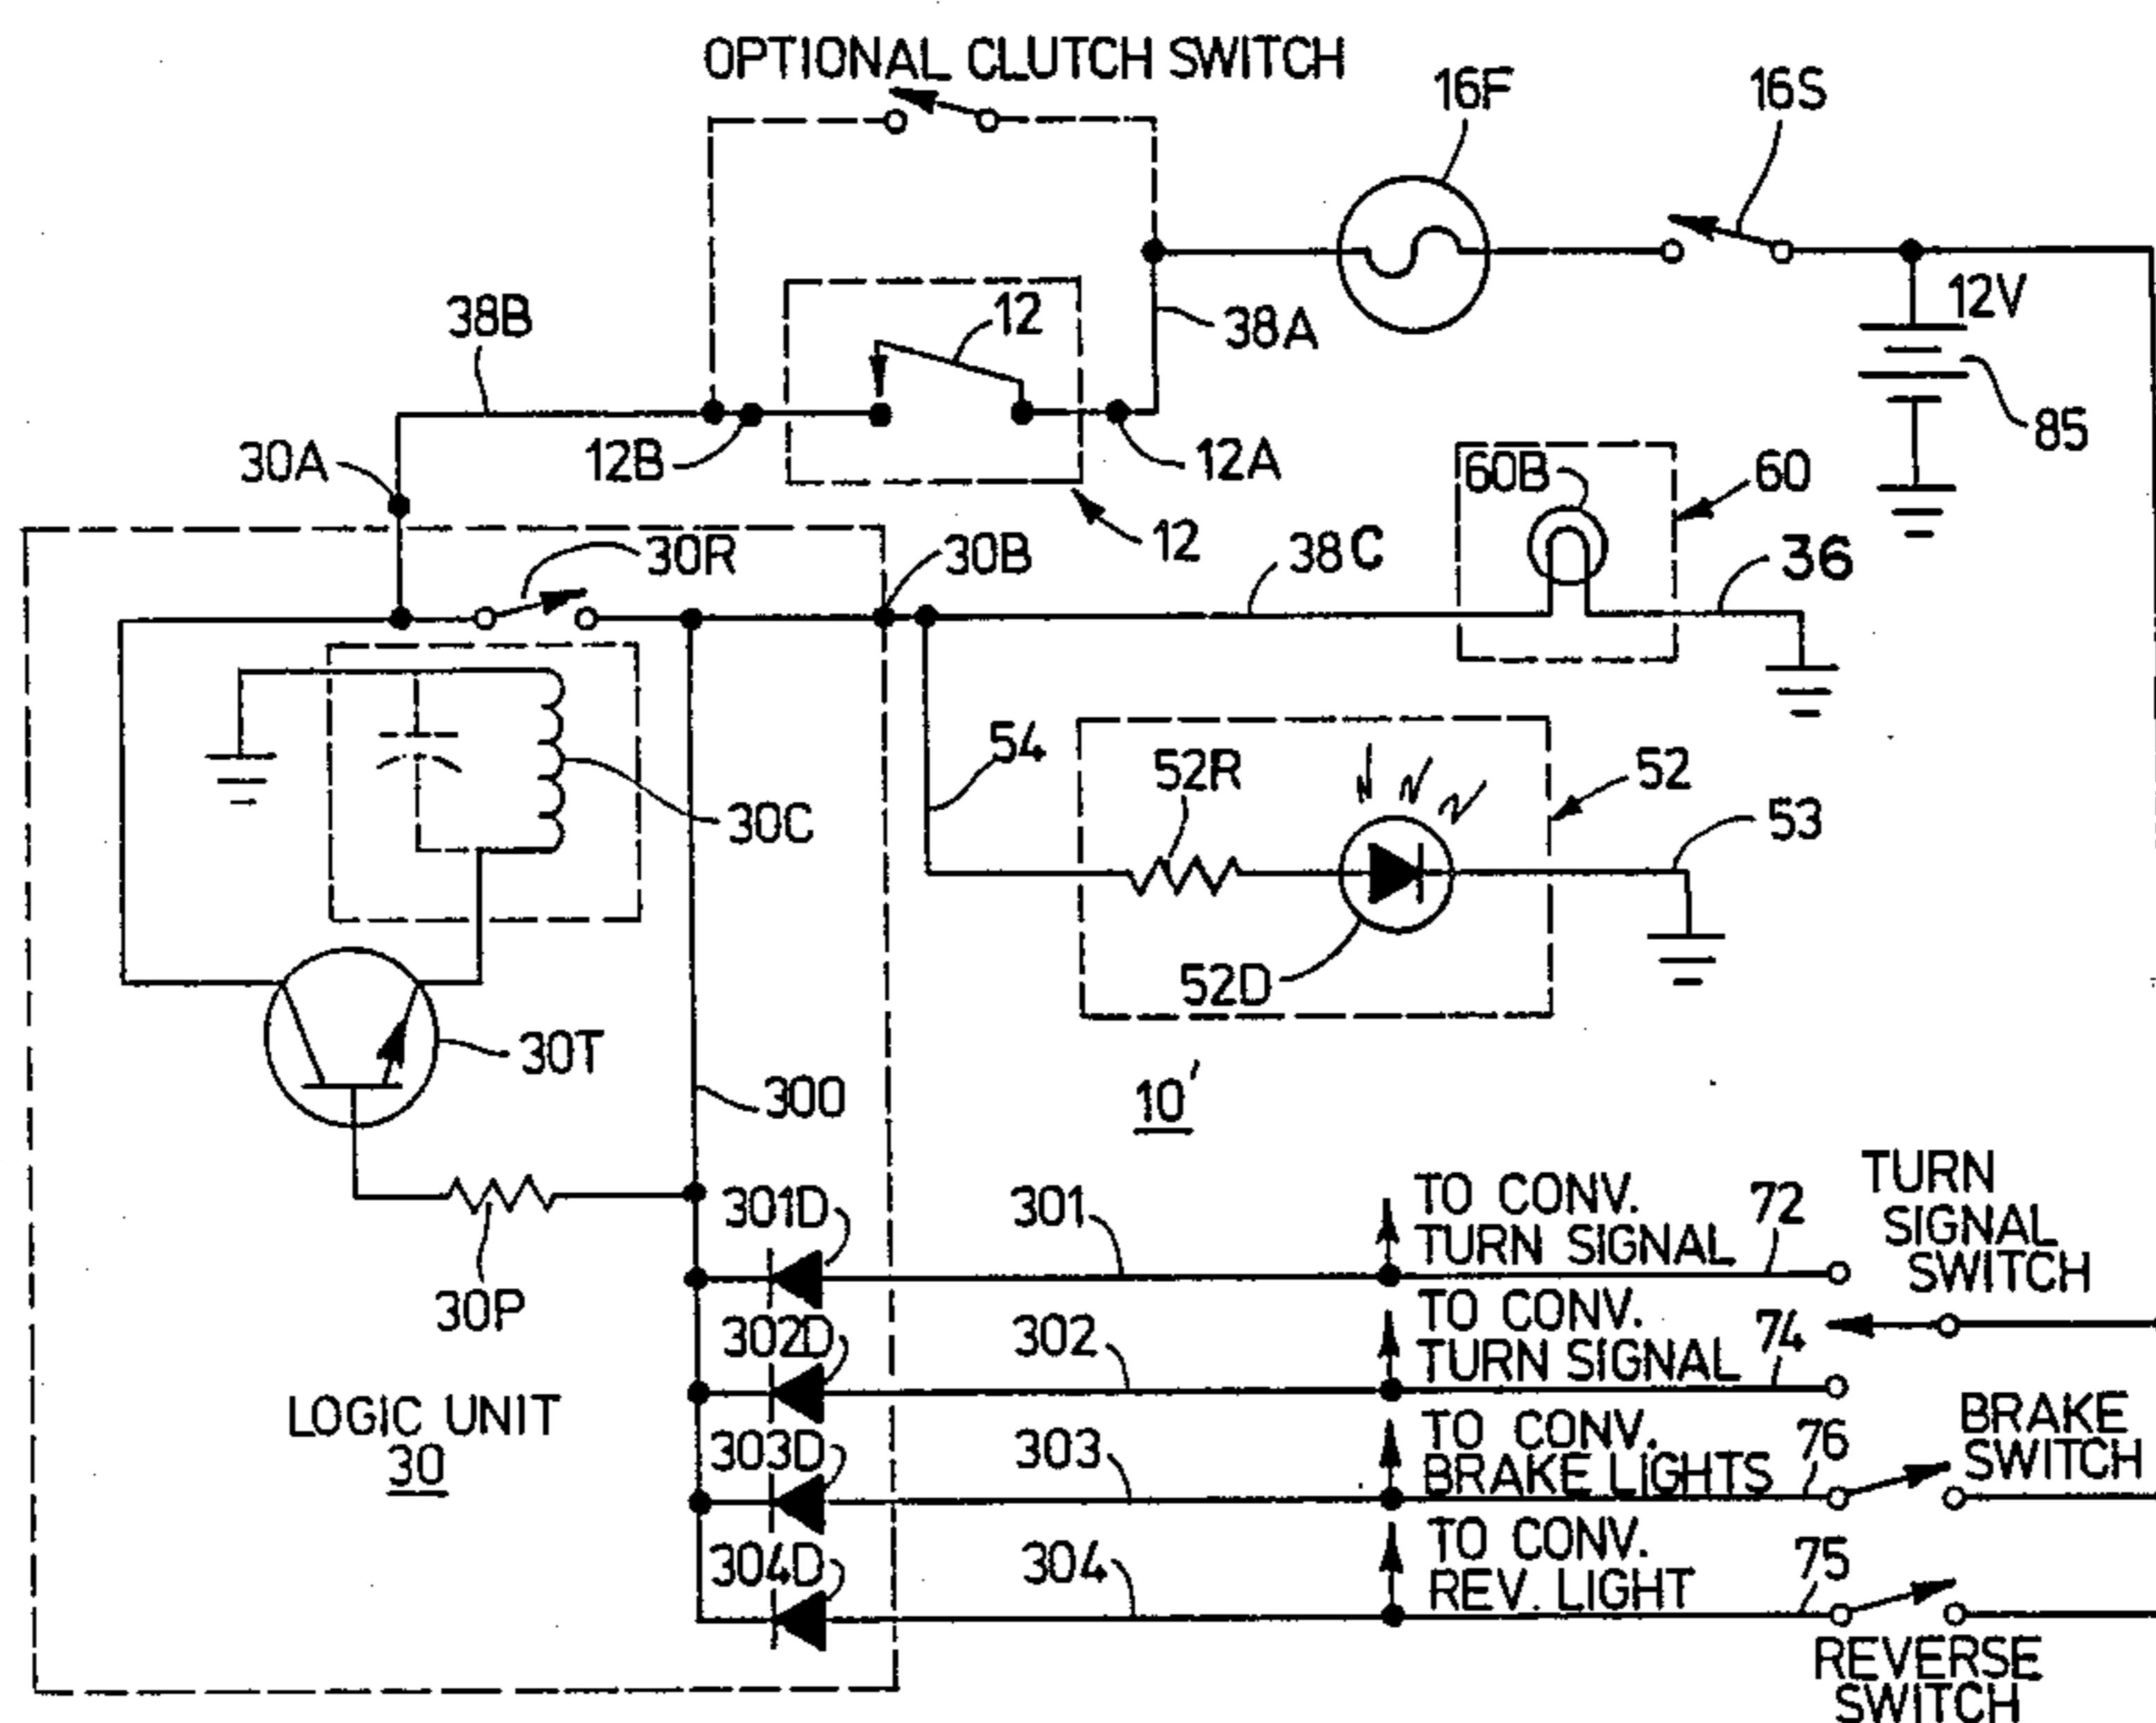 OPTIONAL CLUTCH SWITCH
16F
16S
12V
38B
12
38A
85
30A
12B
12A
12
60B
60
30R
30B
38C
36
54
52R
52
30C
53
52D
30T
300
10'
30P
301D
301
TO CONV.
TURN SIGNAL
72
TURN
SIGNAL
SWITCH
302D
302
TO CONV.
TURN SIGNAL
74
LOGIC UNIT
30
303D
303
TO CONV.
BRAKE LIGHTS
76
BRAKE
SWITCH
304D
304
TO CONV.
REV. LIGHT
75
REVERSE
SWITCH